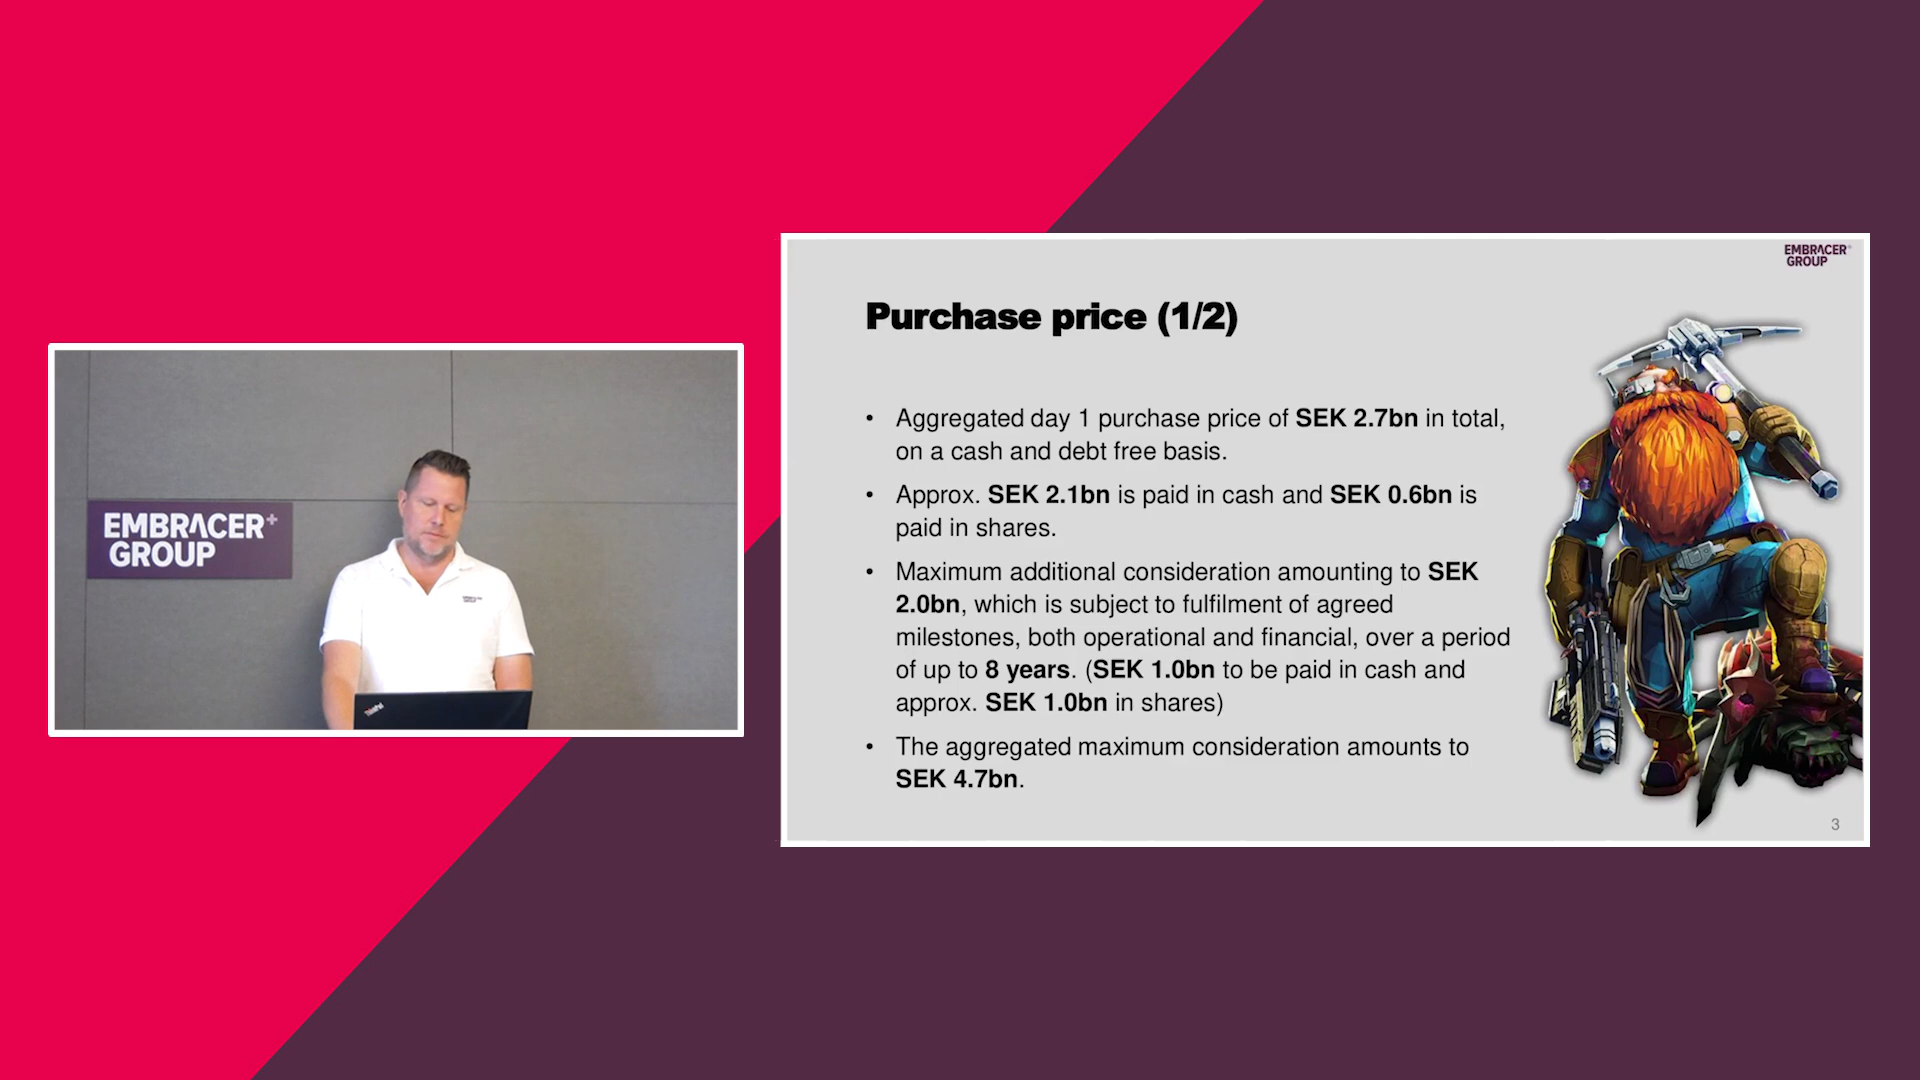 EMBRACER+
GROUP
ThinkPad
EMBRACER+
GROUP
Purchase price (1/2)
• Aggregated day 1 purchase price of SEK 2.7bn in total,
on a cash and debt free basis.
• Approx. SEK 2.1bn is paid in cash and SEK 0.6bn is
paid in shares.
• Maximum additional consideration amounting to SEK
2.0bn, which is subject to fulfilment of agreed
milestones, both operational and financial, over a period
of up to 8 years. (SEK 1.0bn to be paid in cash and
approx. SEK 1.0bn in shares)
• The aggregated maximum consideration amounts to
SEK 4.7bn.
3